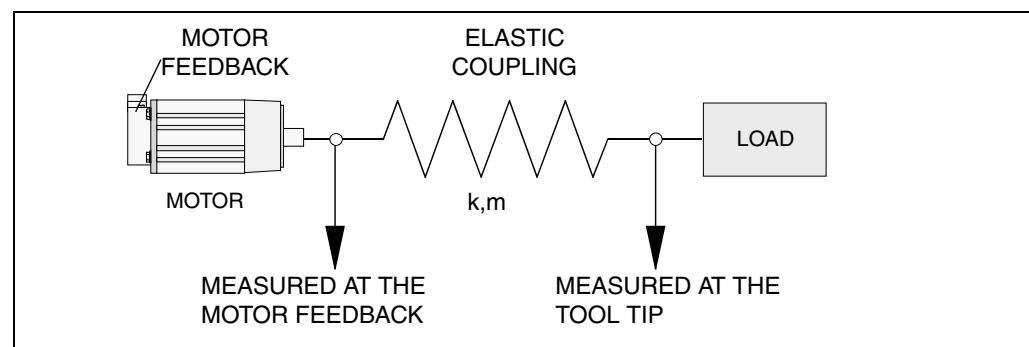 MOTOR
FEEDBACK
ELASTIC
COUPLING
LOAD
MOTOR
k,m
MEASURED AT THE
MOTOR FEEDBACK
MEASURED AT THE
TOOL TIP